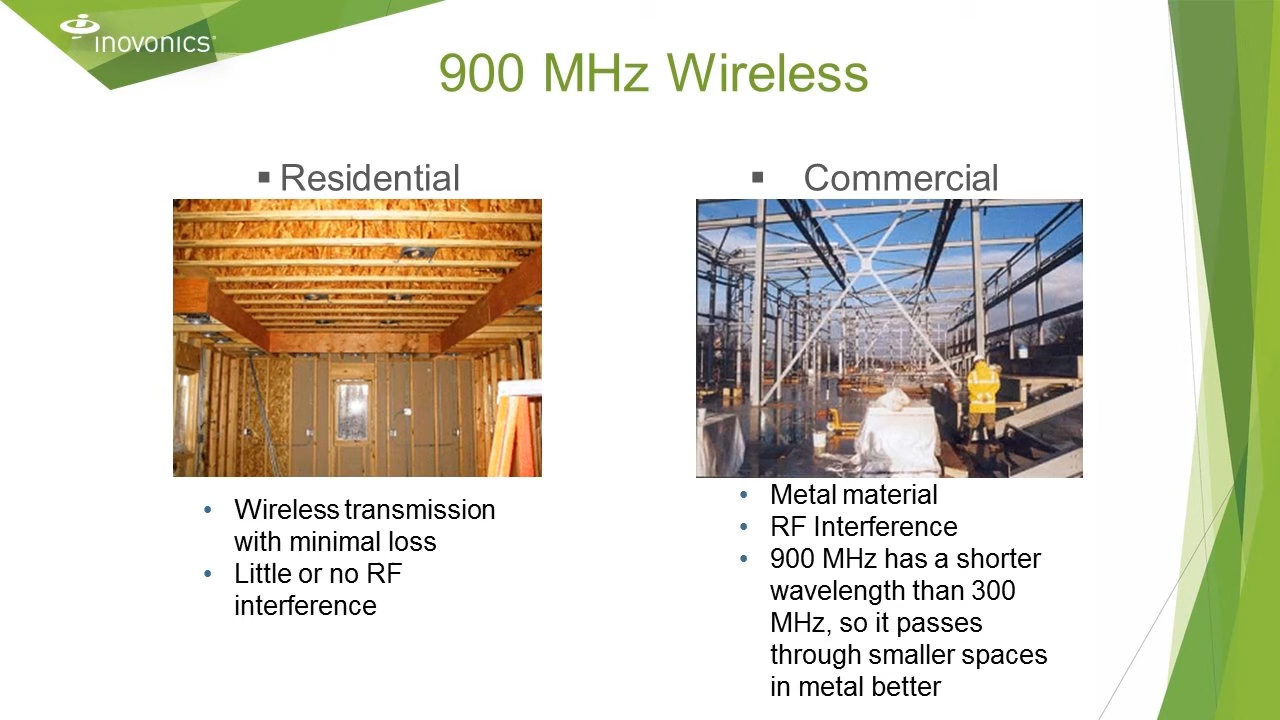 inovonics
900 MHz Wireless
▪ Residential
• Wireless transmission
with minimal loss
• Little or no RF
interference
▪ Commercial
• Metal material
• RF Interference
• 900 MHz has a shorter
wavelength than 300
MHz, so it passes
through smaller spaces
in metal better